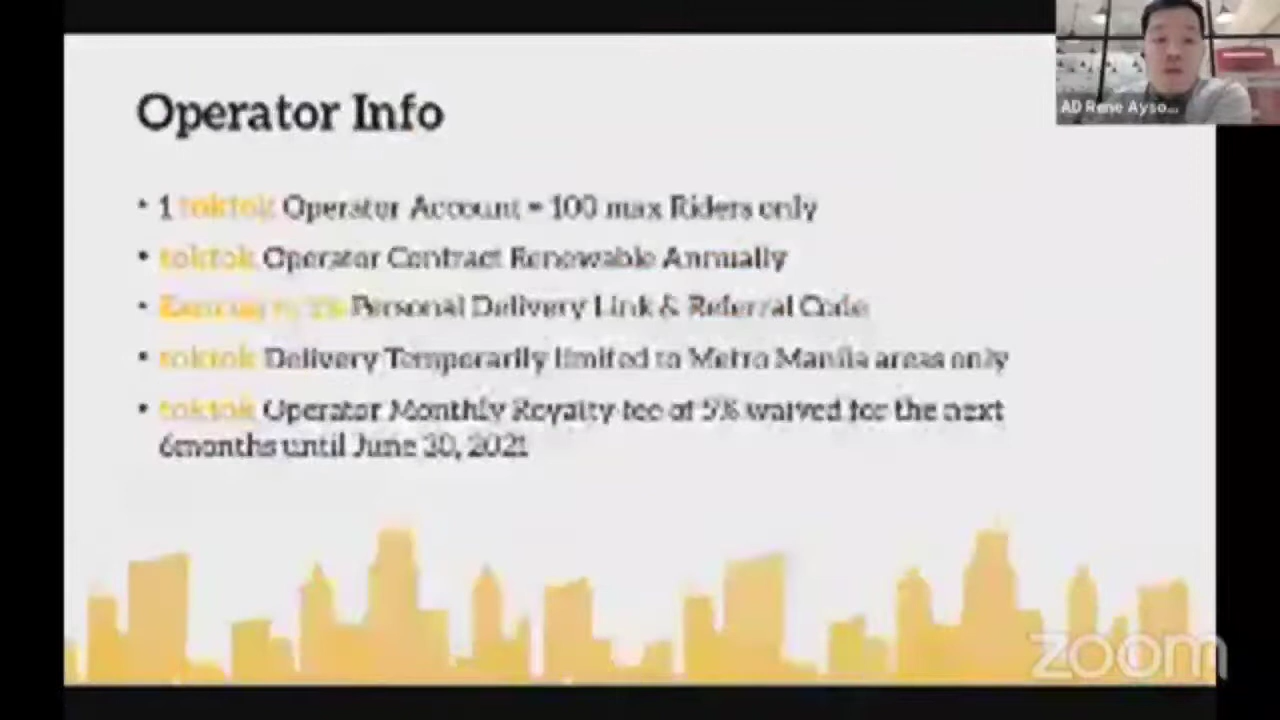 AD Rene Ayso...
Operator Info
• 1 toktok Operator Account = 100 max Riders only
• toktok Operator Contract Renewable Annually
• Earn up Personal Delivery Link & Referral Code
• toktok Delivery Temporarily limited to Metro Manila areas only
• toktok Operator Monthly Royalty fee of 5% waived for the next
6months until June 30, 2021
zoom